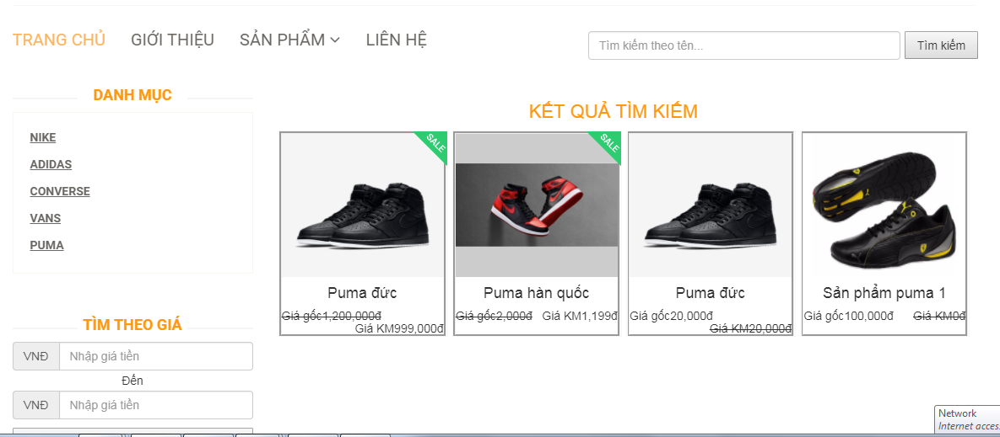 TRANG CHỦ GIỚI THIỆU SẢN PHẨM LIÊN HỆ
Tìm kiếm theo tên... Tìm kiếm
DANH MỤC
NIKE
ADIDAS
CONVERSE
VANS
PUMA
TÌM THEO GIÁ
VNĐ Nhập giá tiền
Đến
VNĐ Nhập giá tiền
KẾT QUẢ TÌM KIẾM
SALE
Puma đức
Giá gốc1,200,000đ
Giá KM999,000đ
SALE
Puma hàn quốc
Giá gốc2,000đ Giá KM1,199đ
Puma đức
Giá gốc20,000đ
Giá KM20,000đ
Sản phẩm puma 1
Giá gốc100,000đ Giá KM0đ
Network
Internet acces